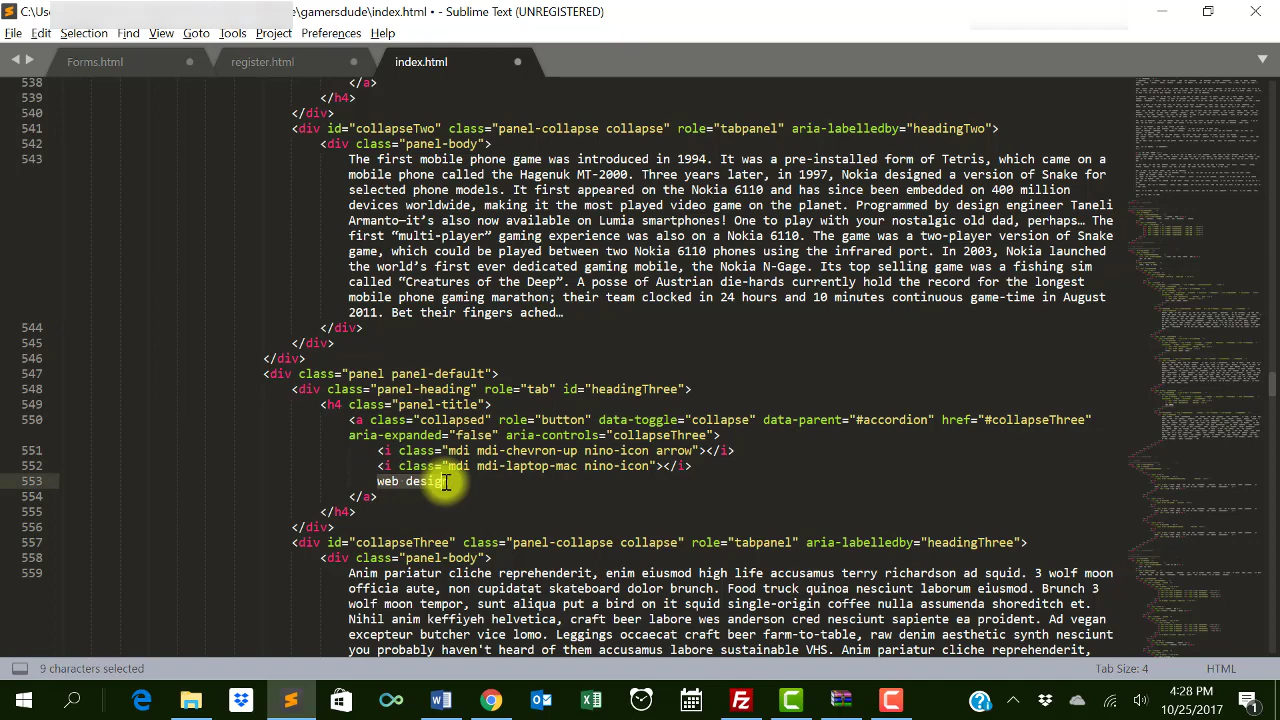 C:\Use e\gamersdude\index.html • - Sublime Text (UNREGISTERED)
File Edit Selection Find View Goto Tools Project Preferences Help
Forms.html register.html index.html
538 </a>
539 </h4>
540 </div>
541 <div id="collapseTwo" class="panel-collapse collapse" role="tabpanel" aria-labelledby="headingTwo">
542 <div class="panel-body">
543 The first mobile phone game was introduced in 1994. It was a pre-installed form of Tetris, which came on a
mobile phone called the Hagenuk MT-2000. Three years later, in 1997, Nokia designed a version of Snake for
selected phone models. It first appeared on the Nokia 6110 and has since been embedded on 400 million
devices worldwide, making it the most played video game on the planet. Programmed by design engineer Taneli
Armanto—it's also now available on Lumia smartphones! One to play with your nostalgic old dad, perhaps… The
first “multi-player” gaming experience was also on Nokia 6110. The game was a two-player version of Snake
game, which could be played between two Nokia 6110 phones using the infrared port. In 2003, Nokia launched
the world’s first ever dedicated gaming mobile, the Nokia N-Gage. Its top selling game was a fishing sim
called “Creatures of the Deep”. A posse of Austrian die-hards currently hold the record for the longest
mobile phone gaming marathon, their team clocked in 24 hours and 10 minutes continuous game-time in August
2011. Bet their fingers ached…
544 </div>
545 </div>
546 </div>
547 <div class="panel panel-default">
548 <div class="panel-heading" role="tab" id="headingThree">
549 <h4 class="panel-title">
550 <a class="collapsed" role="button" data-toggle="collapse" data-parent="#accordion" href="#collapseThree"
aria-expanded="false" aria-controls="collapseThree">
551 <i class="mdi mdi-chevron-up nino-icon arrow"></i>
552 <i class="mdi mdi-laptop-mac nino-icon"></i>
553 web design
554 </a>
555 </h4>
556 </div>
557 <div id="collapseThree" class="panel-collapse collapse" role="tabpanel" aria-labelledby="headingThree">
558 <div class="panel-body">
559 Anim pariatur cliche reprehenderit, enim eiusmod high life accusamus terry richardson ad squid. 3 wolf moon
officia aute, non cupidatat skateboard dolor brunch. Food truck quinoa nesciunt laborum eiusmod. Brunch 3
wolf moon tempor, sunt aliqua put a bird on it squid single-origin coffee nulla assumenda shoreditch et.
Nihil anim keffiyeh helvetica, craft beer labore wes anderson cred nesciunt sapiente ea proident. Ad vegan
excepteur butcher vice lomo. Leggings occaecat craft beer farm-to-table, raw denim aesthetic synth nesciunt
you probably haven't heard of them accusamus labore sustainable VHS. Anim pariatur cliche reprehenderit,
9 characters selected Tab Size: 4 HTML
4:28 PM
10/25/2017